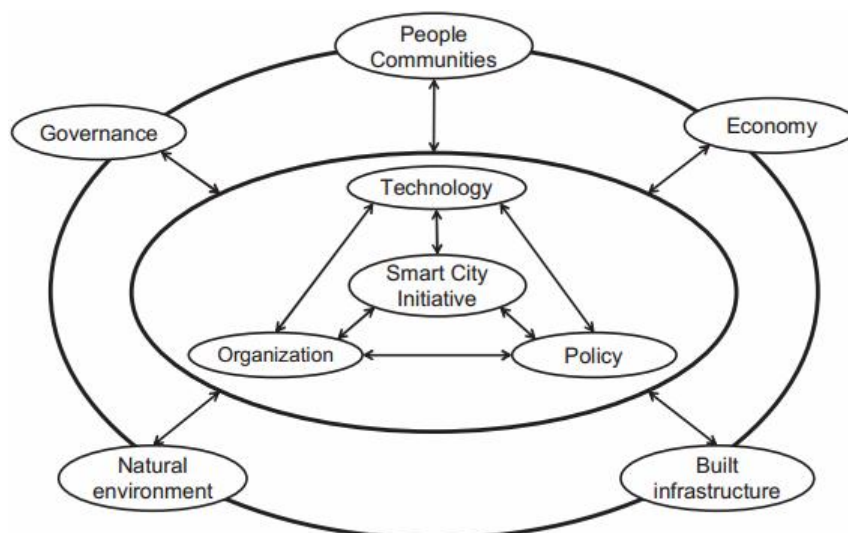 People
Communities
Governance
Economy
Technology
Smart City
Initiative
Organization
Policy
Natural
environment
Built
infrastructure